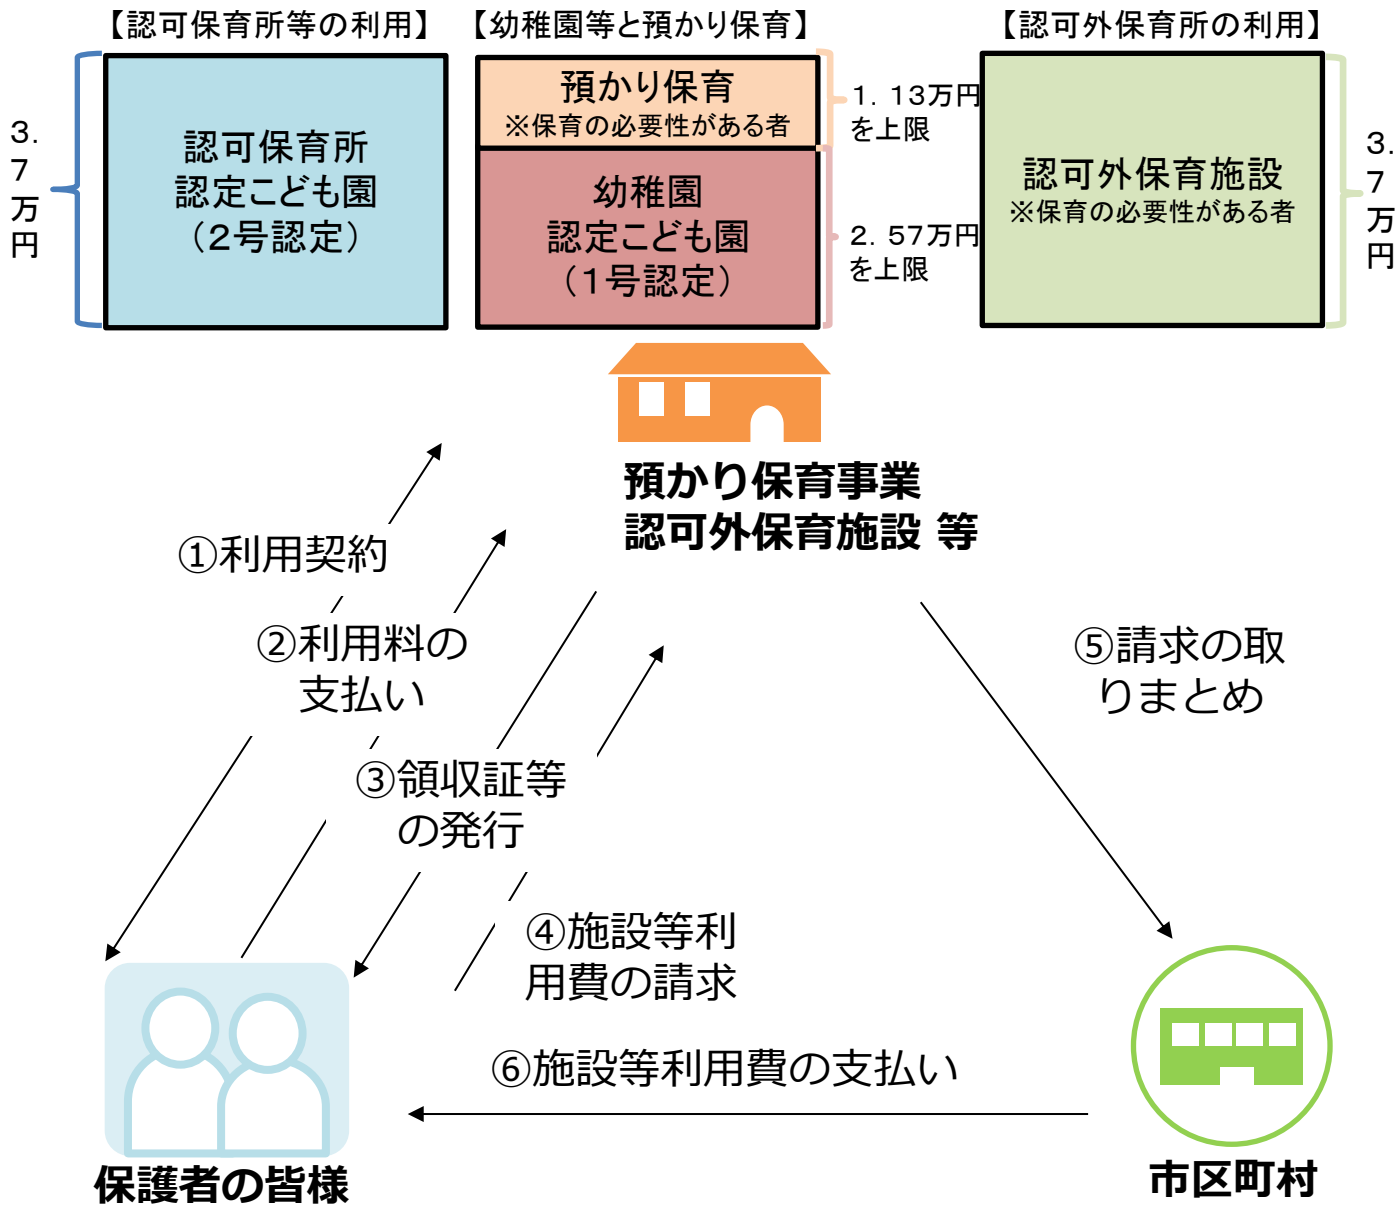 【認可保育所等の利用】
【幼稚園等と預かり保育】
【認可外保育所の利用】
3.
7
万
円
認可保育所
認定こども園
（2号認定）
預かり保育
※保育の必要性がある者
幼稚園
認定こども園
（1号認定）
1．13万円
を上限
2．57万円
を上限
認可外保育施設
※保育の必要性がある者
3.
7
万
円
預かり保育事業
認可外保育施設 等
①利用契約
②利用料の
支払い
③領収証等
の発行
④施設等利
用費の請求
⑤請求の取
りまとめ
⑥施設等利用費の支払い
保護者の皆様
市区町村